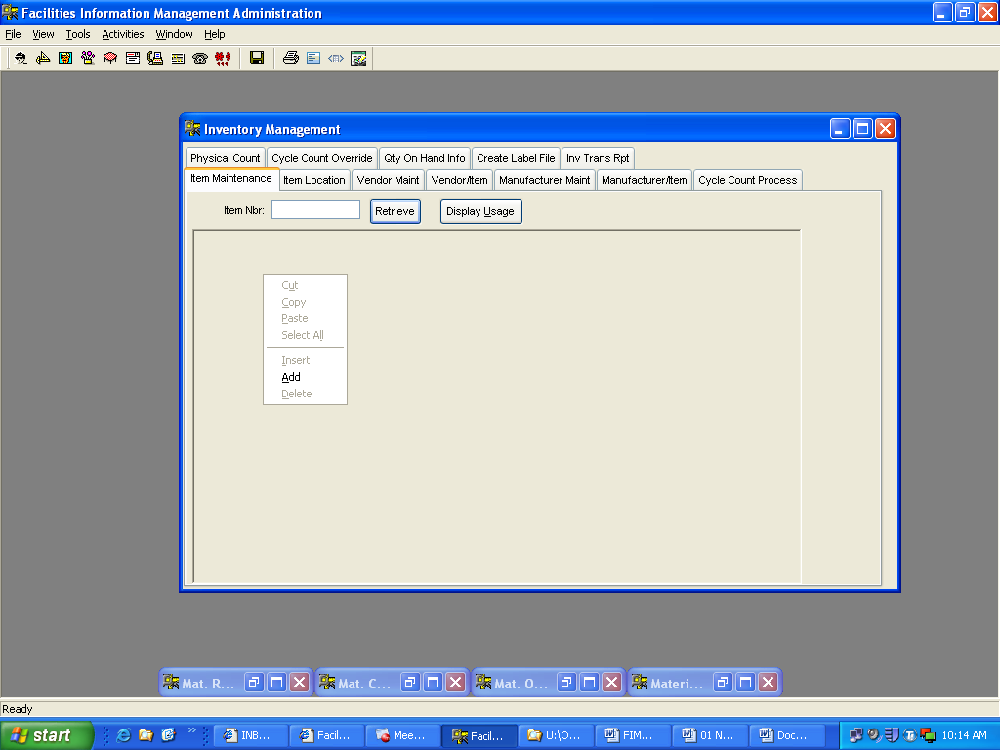 Facilities Information Management Administration
File View Tools Activities Window Help
Inventory Management
Physical Count Cycle Count Override Qty On Hand Info Create Label File Inv Trans Rpt
Item Maintenance Item Location Vendor Maint Vendor/Item Manufacturer Maint Manufacturer/Item Cycle Count Process
Item Nbr: Retrieve Display Usage
Cut
Copy
Paste
Select All
Insert
Add
Delete
Mat. R... Mat. C... Mat. O... Materi...
Ready
start INB... Facil... Mee... Facil... U:\O... FIM... 01 N... Doc... 10:14 AM